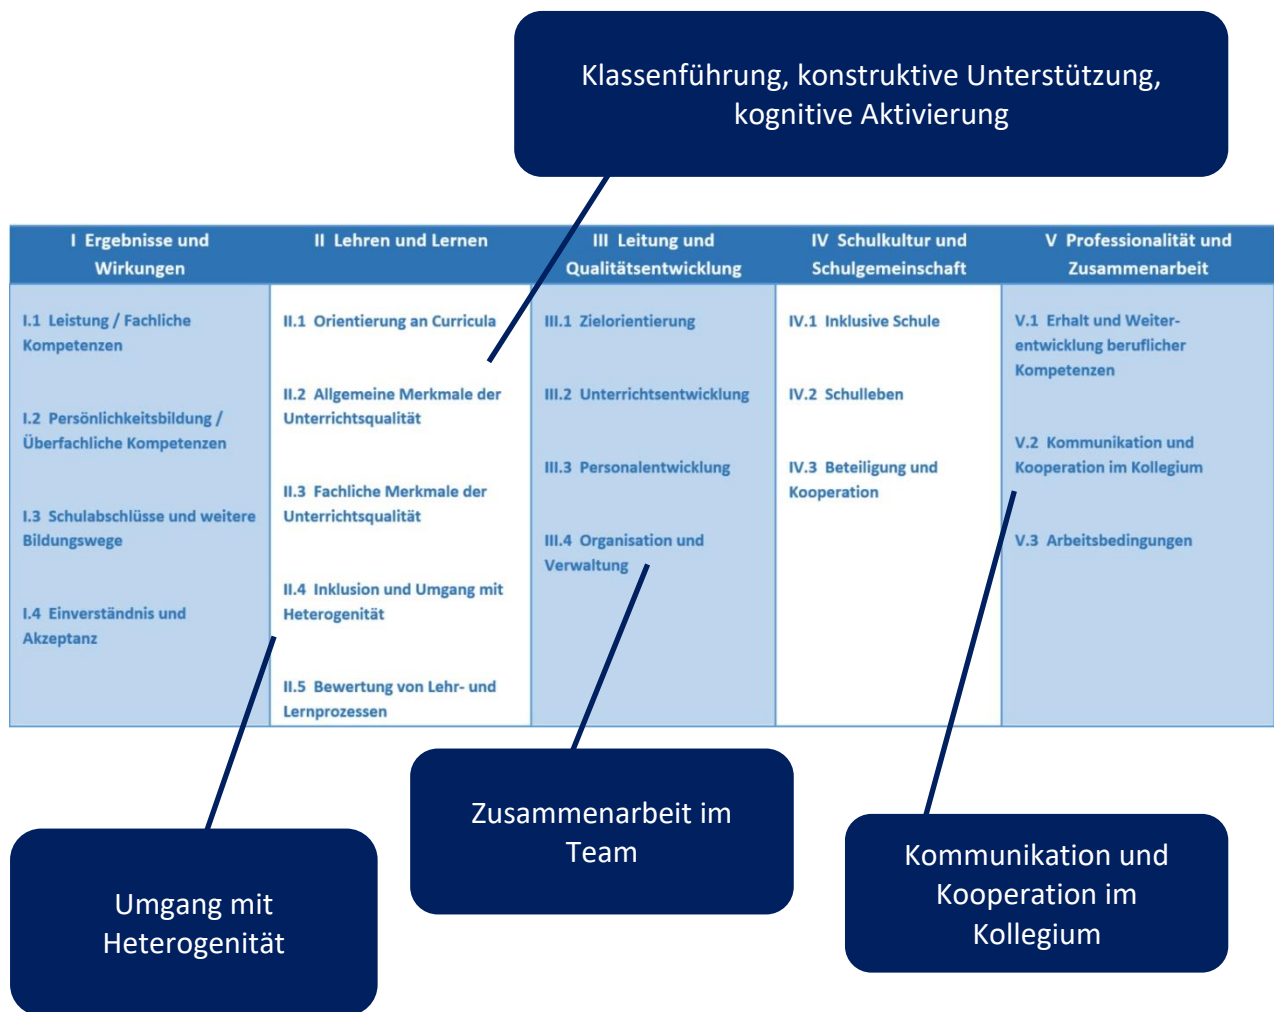 Klassenführung, konstruktive Unterstützung,
kognitive Aktivierung
I Ergebnisse und
Wirkungen
II Lehren und Lernen
III Leitung und
Qualitätsentwicklung
IV Schulkultur und
Schulgemeinschaft
V Professionalität und
Zusammenarbeit
I.1 Leistung / Fachliche
Kompetenzen
I.2 Persönlichkeitsbildung /
Überfachliche Kompetenzen
I.3 Schulabschlüsse und weitere
Bildungswege
I.4 Einverständnis und
Akzeptanz
II.1 Orientierung an Curricula
II.2 Allgemeine Merkmale der
Unterrichtsqualität
II.3 Fachliche Merkmale der
Unterrichtsqualität
II.4 Inklusion und Umgang mit
Heterogenität
II.5 Bewertung von Lehr- und
Lernprozessen
III.1 Zielorientierung
III.2 Unterrichtsentwicklung
III.3 Personalentwicklung
III.4 Organisation und
Verwaltung
IV.1 Inklusive Schule
IV.2 Schulleben
IV.3 Beteiligung und
Kooperation
V.1 Erhalt und Weiter-
entwicklung beruflicher
Kompetenzen
V.2 Kommunikation und
Kooperation im Kollegium
V.3 Arbeitsbedingungen
Umgang mit
Heterogenität
Zusammenarbeit im
Team
Kommunikation und
Kooperation im
Kollegium